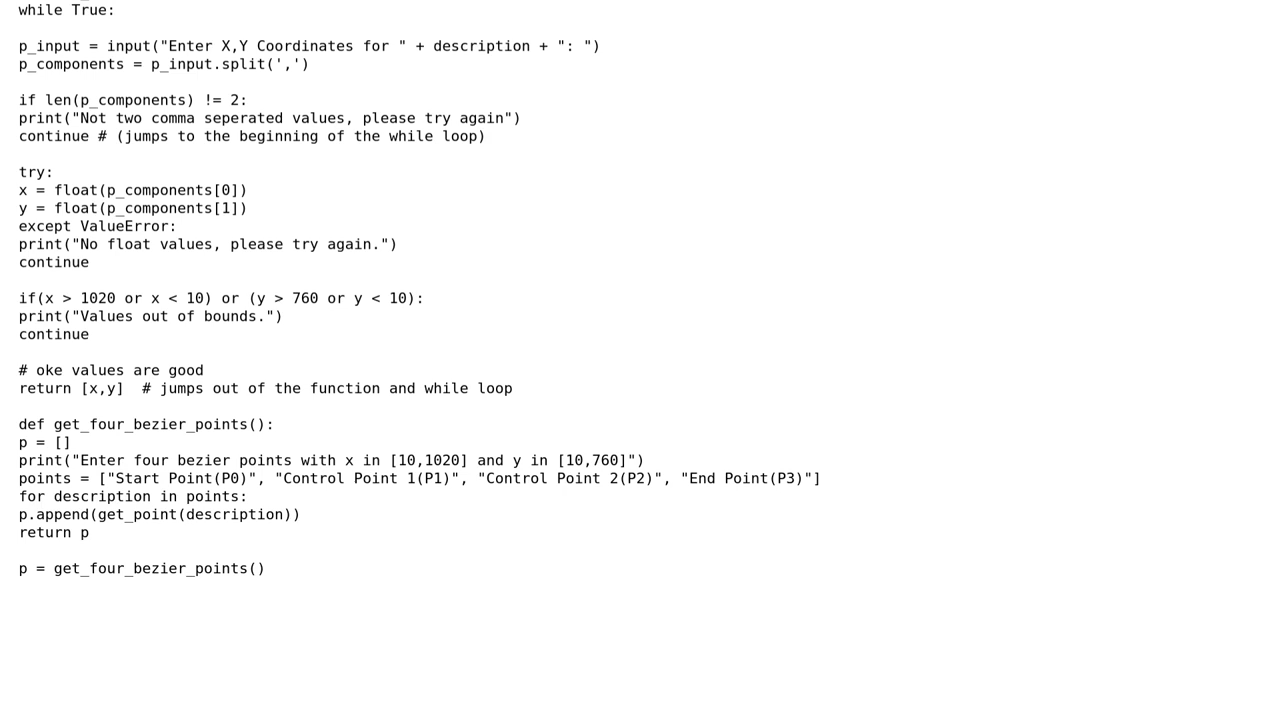 while True:
p_input = input("Enter X,Y Coordinates for " + description + ": ")
p_components = p_input.split(',')
if len(p_components) != 2:
print("Not two comma seperated values, please try again")
continue # (jumps to the beginning of the while loop)
try:
x = float(p_components[0])
y = float(p_components[1])
except ValueError:
print("No float values, please try again.")
continue
if(x > 1020 or x < 10) or (y > 760 or y < 10):
print("Values out of bounds.")
continue
# oke values are good
return [x,y]  # jumps out of the function and while loop
def get_four_bezier_points():
p = []
print("Enter four bezier points with x in [10,1020] and y in [10,760]")
points = ["Start Point(P0)", "Control Point 1(P1)", "Control Point 2(P2)", "End Point(P3)"]
for description in points:
p.append(get_point(description))
return p
p = get_four_bezier_points()